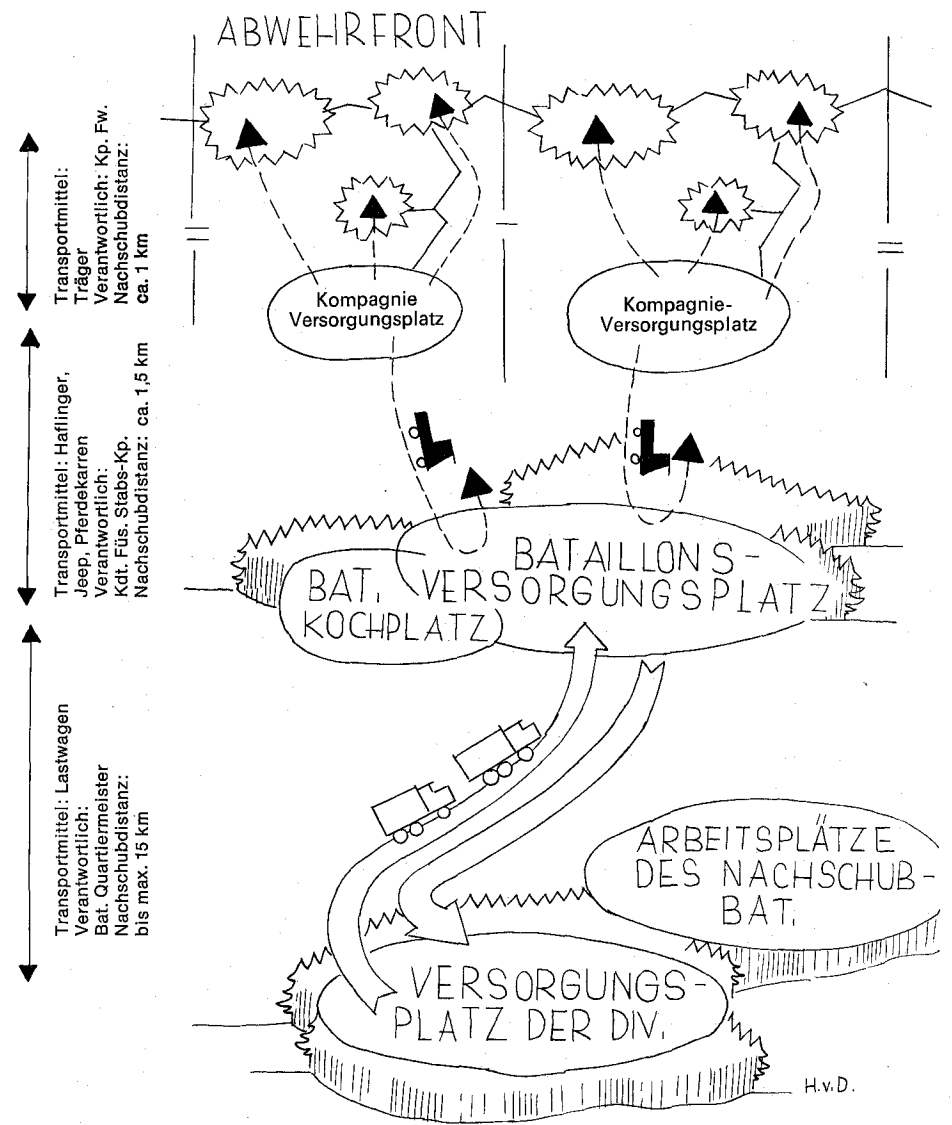 ABWEHRFRONT
Transportmittel:
Träger
Verantwortlich: Kp. Fw.
Nachschubdistanz:
ca. 1 km
Kompagnie
Versorgungsplatz
Kompagnie-
Versorgungsplatz
Transportmittel: Haflinger,
Jeep, Pferdekarren
Verantwortlich:
Kdt. Füs. Stabs-Kp.
Nachschubdistanz: ca. 1,5 km
BATAILLONS-
VERSORGUNGSPLATZ
BAT.
KOCHPLATZ
Transportmittel: Lastwagen
Verantwortlich:
Bat. Quartiermeister
Nachschubdistanz:
bis max. 15 km
ARBEITSPLÄTZE
DES NACHSCHUB-
BAT.
VERSORGUNGS-
PLATZ DER DIV.
H.v.D.